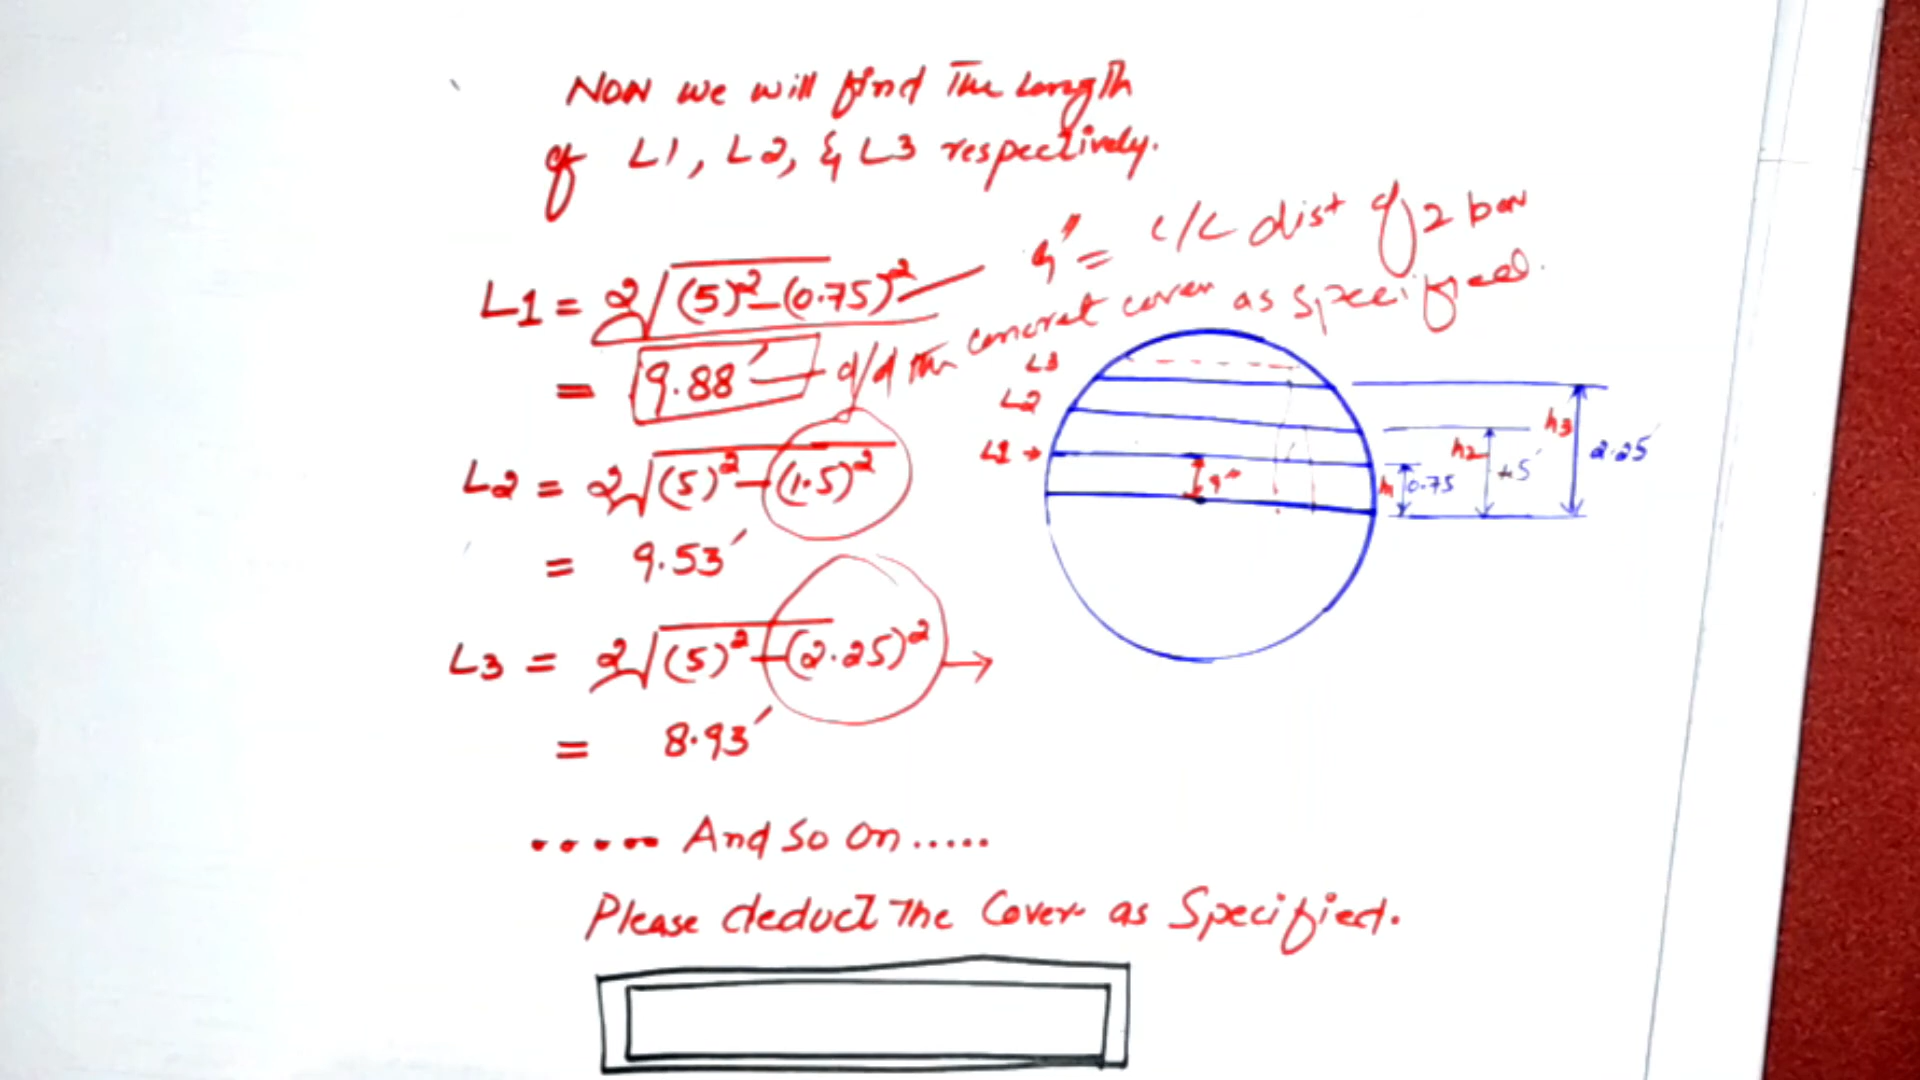 Now we will find The Length
of L1, L2, & L3 respectively.
9" = c/c dist of 2 bar
L1 = 2√(5)²-(0.75)²
= 9.88' d/d the concret cover as specified.
L2 = 2√(5)²-(1.5)²
= 9.53'
L3 = 2√(5)²-(2.25)²
= 8.93'
..... And so on .....
Please deduct The Cover as Specified.
L3
L2
L1
9"
h1 0.75
h2 1.5'
h3 2.25'